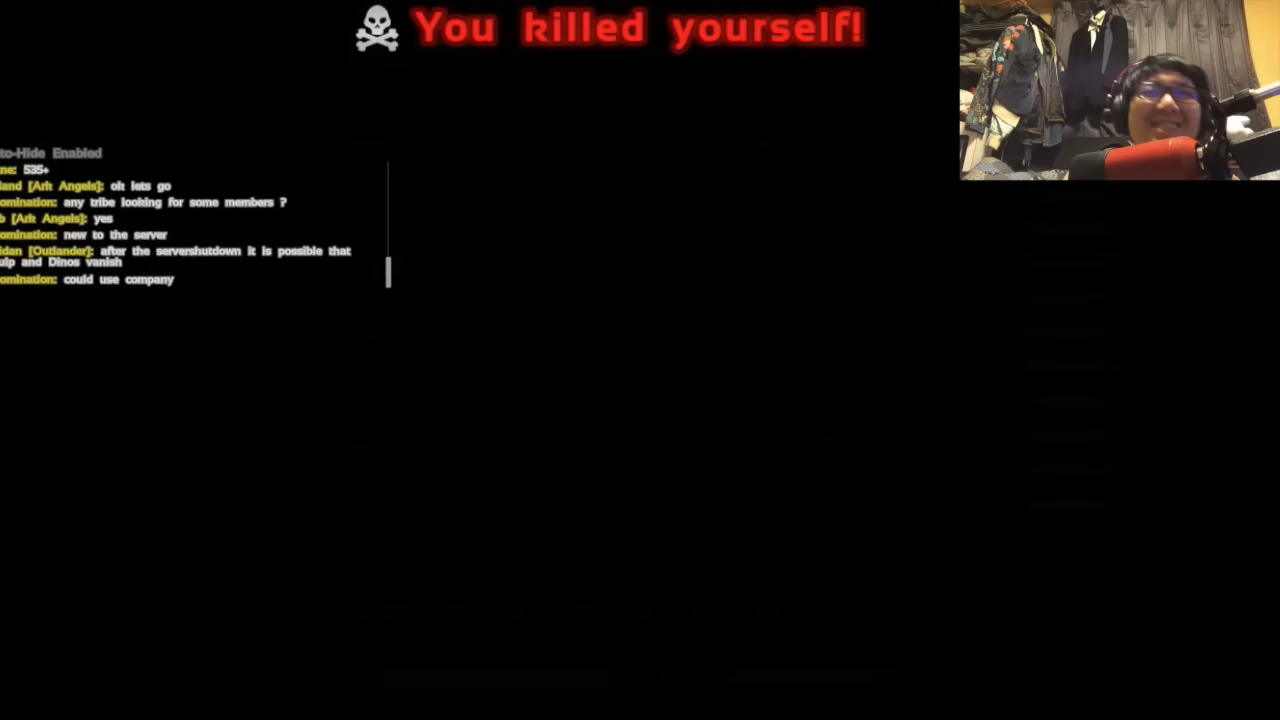 You killed yourself!
to-Hide Enabled
ne: 535+
land [Ark Angels]: ok lets go
omination: any tribe looking for some members ?
b [Ark Angels]: yes
omination: new to the server
idan [Outlander]: after the servershutdown it is possible that
uip and Dinos vanish
omination: could use company